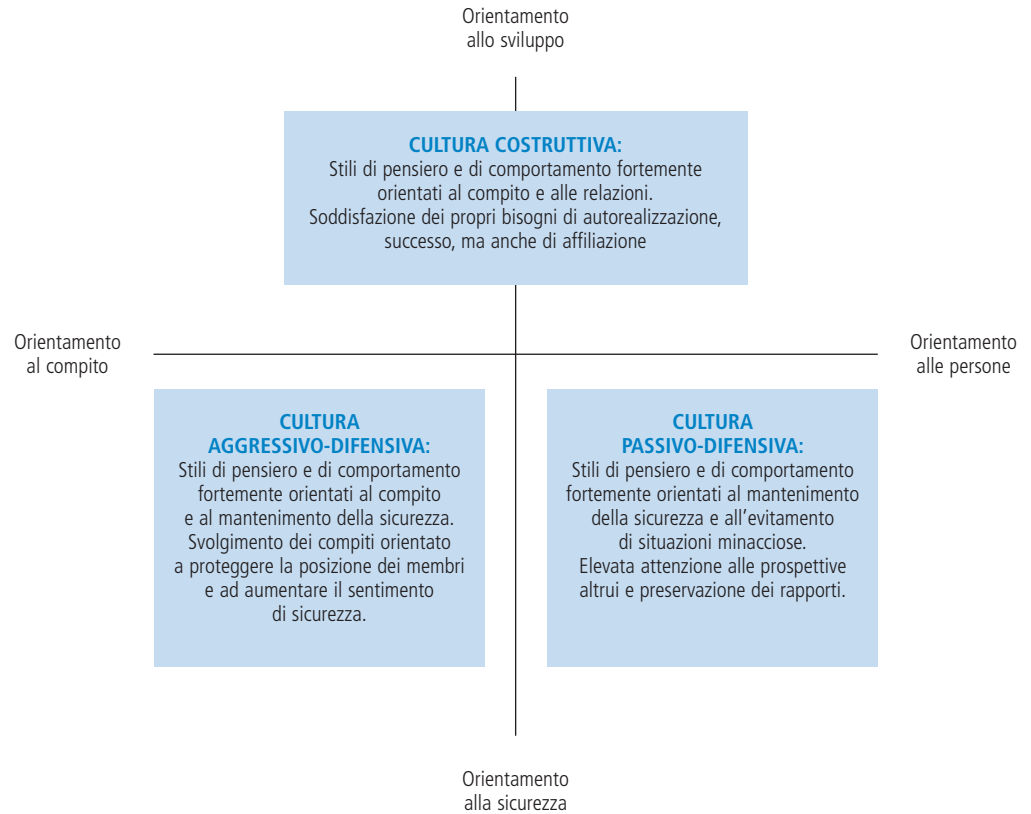 Orientamento
allo sviluppo
CULTURA COSTRUTTIVA:
Stili di pensiero e di comportamento fortemente
orientati al compito e alle relazioni.
Soddisfazione dei propri bisogni di autorealizzazione,
successo, ma anche di affiliazione
Orientamento
al compito
Orientamento
alle persone
CULTURA
AGGRESSIVO-DIFENSIVA:
Stili di pensiero e di comportamento
fortemente orientati al compito
e al mantenimento della sicurezza.
Svolgimento dei compiti orientato
a proteggere la posizione dei membri
e ad aumentare il sentimento
di sicurezza.
CULTURA
PASSIVO-DIFENSIVA:
Stili di pensiero e di comportamento
fortemente orientati al mantenimento
della sicurezza e all’evitamento
di situazioni minacciose.
Elevata attenzione alle prospettive
altrui e preservazione dei rapporti.
Orientamento
alla sicurezza